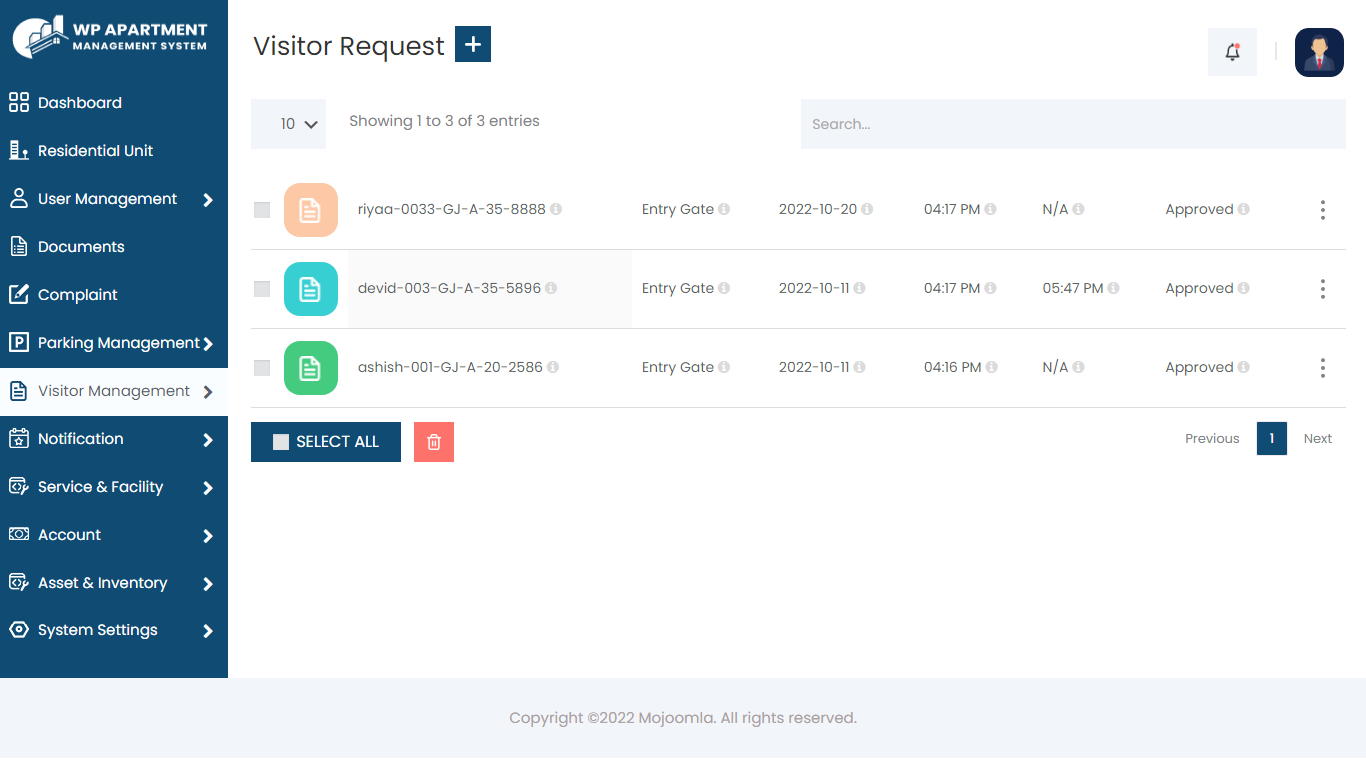 WP APARTMENT
MANAGEMENT SYSTEM
Dashboard
Residential Unit
User Management
Documents
Complaint
Parking Management
Visitor Management
Notification
Service & Facility
Account
Asset & Inventory
System Settings
Visitor Request
10 Showing 1 to 3 of 3 entries Search...
riyaa-0033-GJ-A-35-8888 Entry Gate 2022-10-20 04:17 PM N/A Approved
devid-003-GJ-A-35-5896 Entry Gate 2022-10-11 04:17 PM 05:47 PM Approved
ashish-001-GJ-A-20-2586 Entry Gate 2022-10-11 04:16 PM N/A Approved
SELECT ALL Previous 1 Next
Copyright ©2022 Mojoomla. All rights reserved.